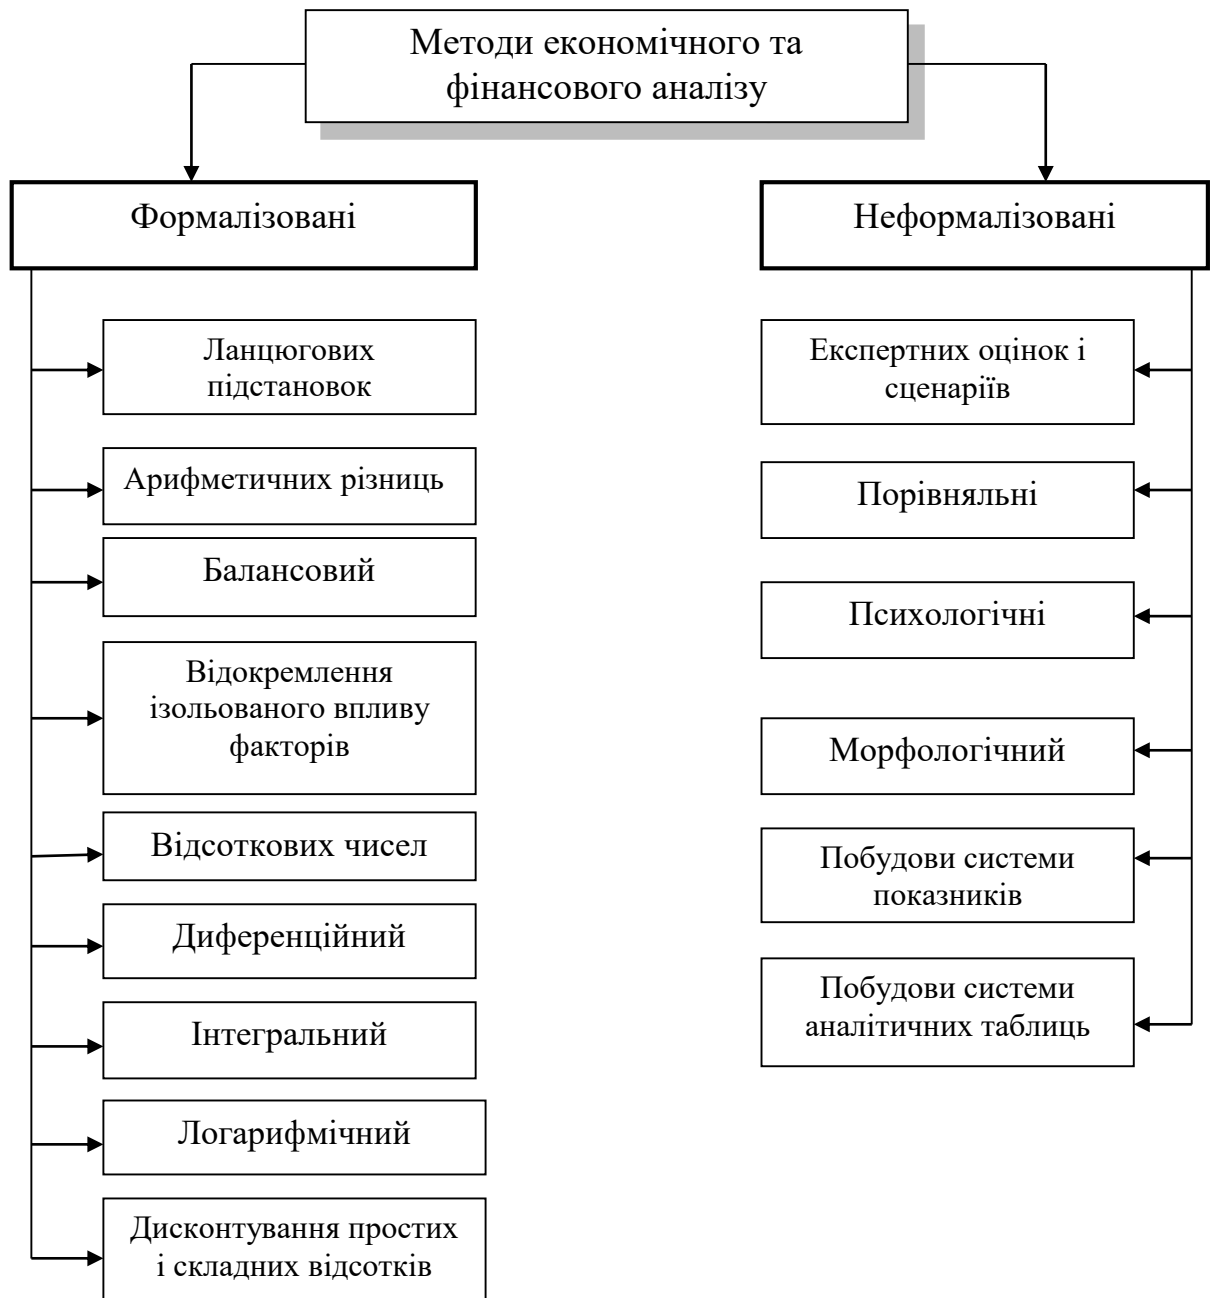 Методи економічного та
фінансового аналізу
Формалізовані
Ланцюгових
підстановок
Арифметичних різниць
Балансовий
Відокремлення
ізольованого впливу
факторів
Відсоткових чисел
Диференційний
Інтегральний
Логарифмічний
Дисконтування простих
і складних відсотків
Неформалізовані
Експертних оцінок і
сценаріїв
Порівняльні
Психологічні
Морфологічний
Побудови системи
показників
Побудови системи
аналітичних таблиць